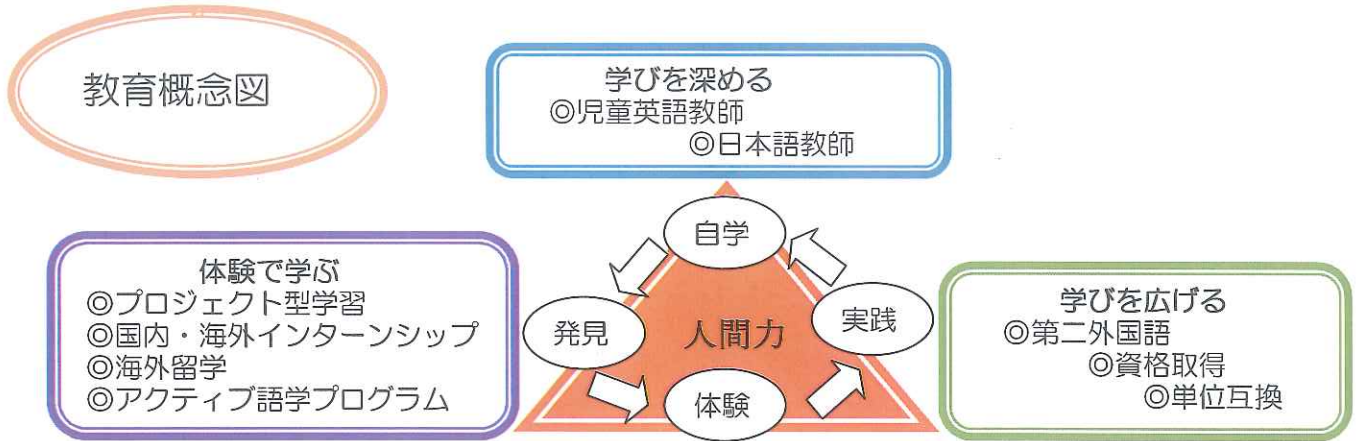 教育概念図
学びを深める
◎児童英語教師
◎日本語教師
体験で学ぶ
◎プロジェクト型学習
◎国内・海外インターンシップ
◎海外留学
◎アクティブ語学プログラム
自学
発見
人間力
実践
体験
学びを広げる
◎第二外国語
◎資格取得
◎単位互換